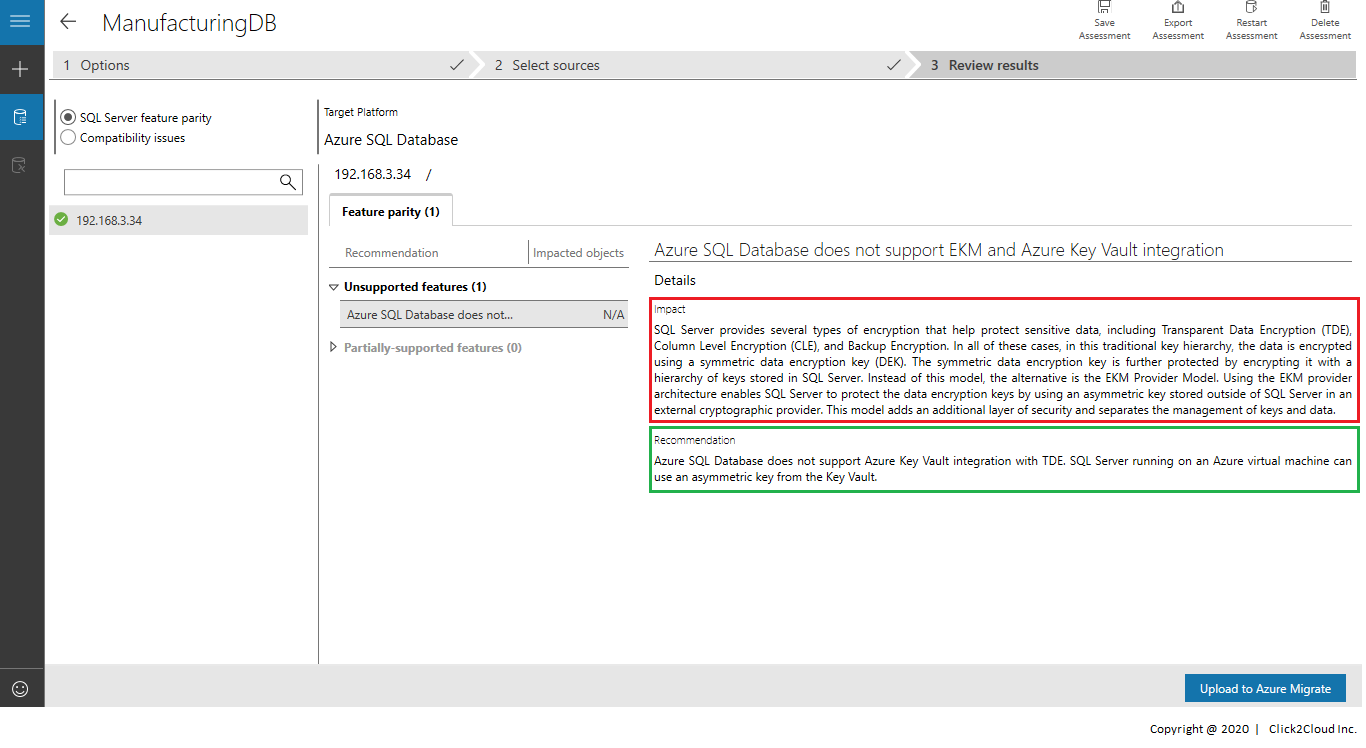 ManufacturingDB
Save Assessment
Export Assessment
Restart Assessment
Delete Assessment
1 Options
2 Select sources
3 Review results
SQL Server feature parity
Compatibility issues
192.168.3.34
Target Platform
Azure SQL Database
192.168.3.34 /
Feature parity (1)
Recommendation Impacted objects
Unsupported features (1)
Azure SQL Database does not... N/A
Partially-supported features (0)
Azure SQL Database does not support EKM and Azure Key Vault integration
Details
Impact
SQL Server provides several types of encryption that help protect sensitive data, including Transparent Data Encryption (TDE),
Column Level Encryption (CLE), and Backup Encryption. In all of these cases, in this traditional key hierarchy, the data is encrypted
using a symmetric data encryption key (DEK). The symmetric data encryption key is further protected by encrypting it with a
hierarchy of keys stored in SQL Server. Instead of this model, the alternative is the EKM Provider Model. Using the EKM provider
architecture enables SQL Server to protect the data encryption keys by using an asymmetric key stored outside of SQL Server in an
external cryptographic provider. This model adds an additional layer of security and separates the management of keys and data.
Recommendation
Azure SQL Database does not support Azure Key Vault integration with TDE. SQL Server running on an Azure virtual machine can
use an asymmetric key from the Key Vault.
Upload to Azure Migrate
Copyright @ 2020 | Click2Cloud Inc.